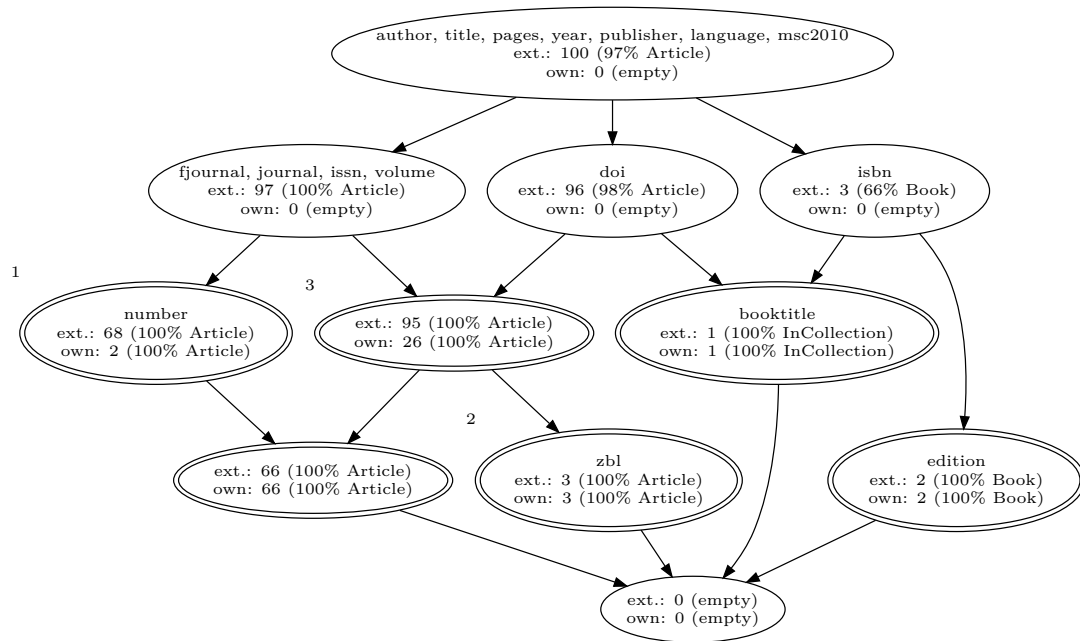 author, title, pages, year, publisher, language, msc2010
ext.: 100 (97% Article)
own: 0 (empty)
fjournal, journal, issn, volume
ext.: 97 (100% Article)
own: 0 (empty)
doi
ext.: 96 (98% Article)
own: 0 (empty)
isbn
ext.: 3 (66% Book)
own: 0 (empty)
1
number
ext.: 68 (100% Article)
own: 2 (100% Article)
3
ext.: 95 (100% Article)
own: 26 (100% Article)
booktitle
ext.: 1 (100% InCollection)
own: 1 (100% InCollection)
ext.: 66 (100% Article)
own: 66 (100% Article)
2
zbl
ext.: 3 (100% Article)
own: 3 (100% Article)
edition
ext.: 2 (100% Book)
own: 2 (100% Book)
ext.: 0 (empty)
own: 0 (empty)